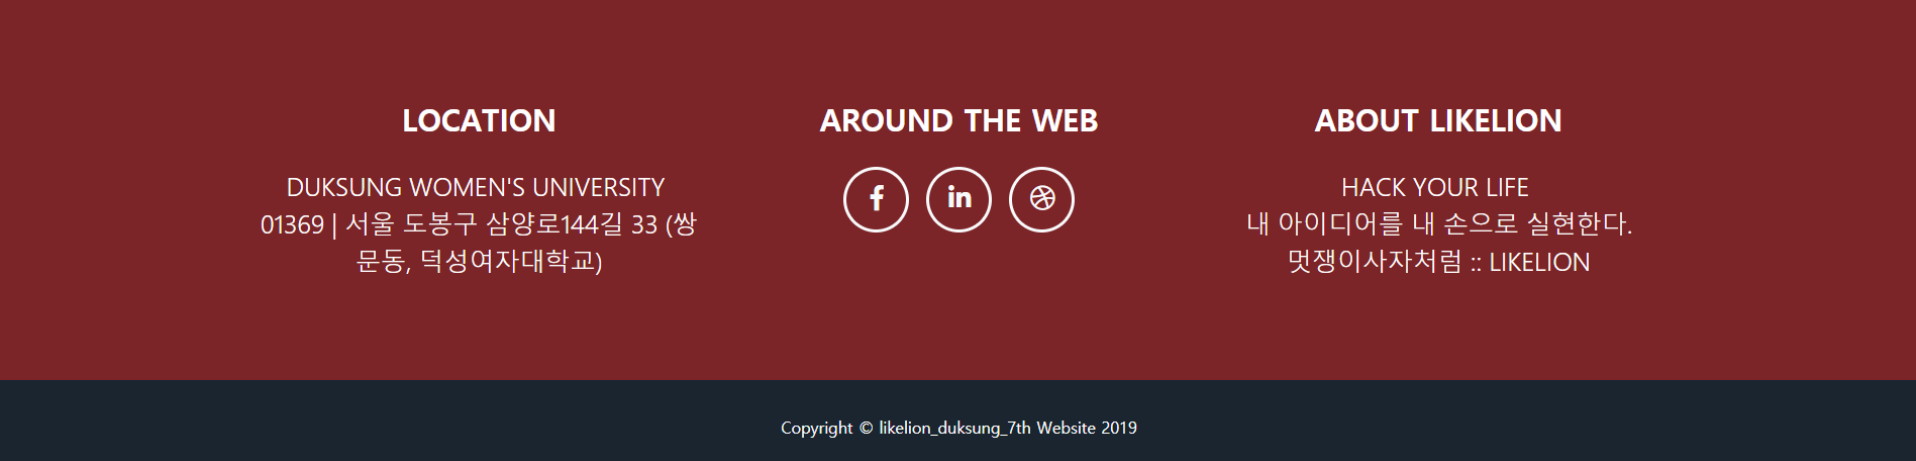 LOCATION
DUKSUNG WOMEN'S UNIVERSITY
01369 | 서울 도봉구 삼양로144길 33 (쌍
문동, 덕성여자대학교)
AROUND THE WEB
f
in
ABOUT LIKELION
HACK YOUR LIFE
내 아이디어를 내 손으로 실현한다.
멋쟁이사자처럼 :: LIKELION
Copyright © likelion_duksung_7th Website 2019